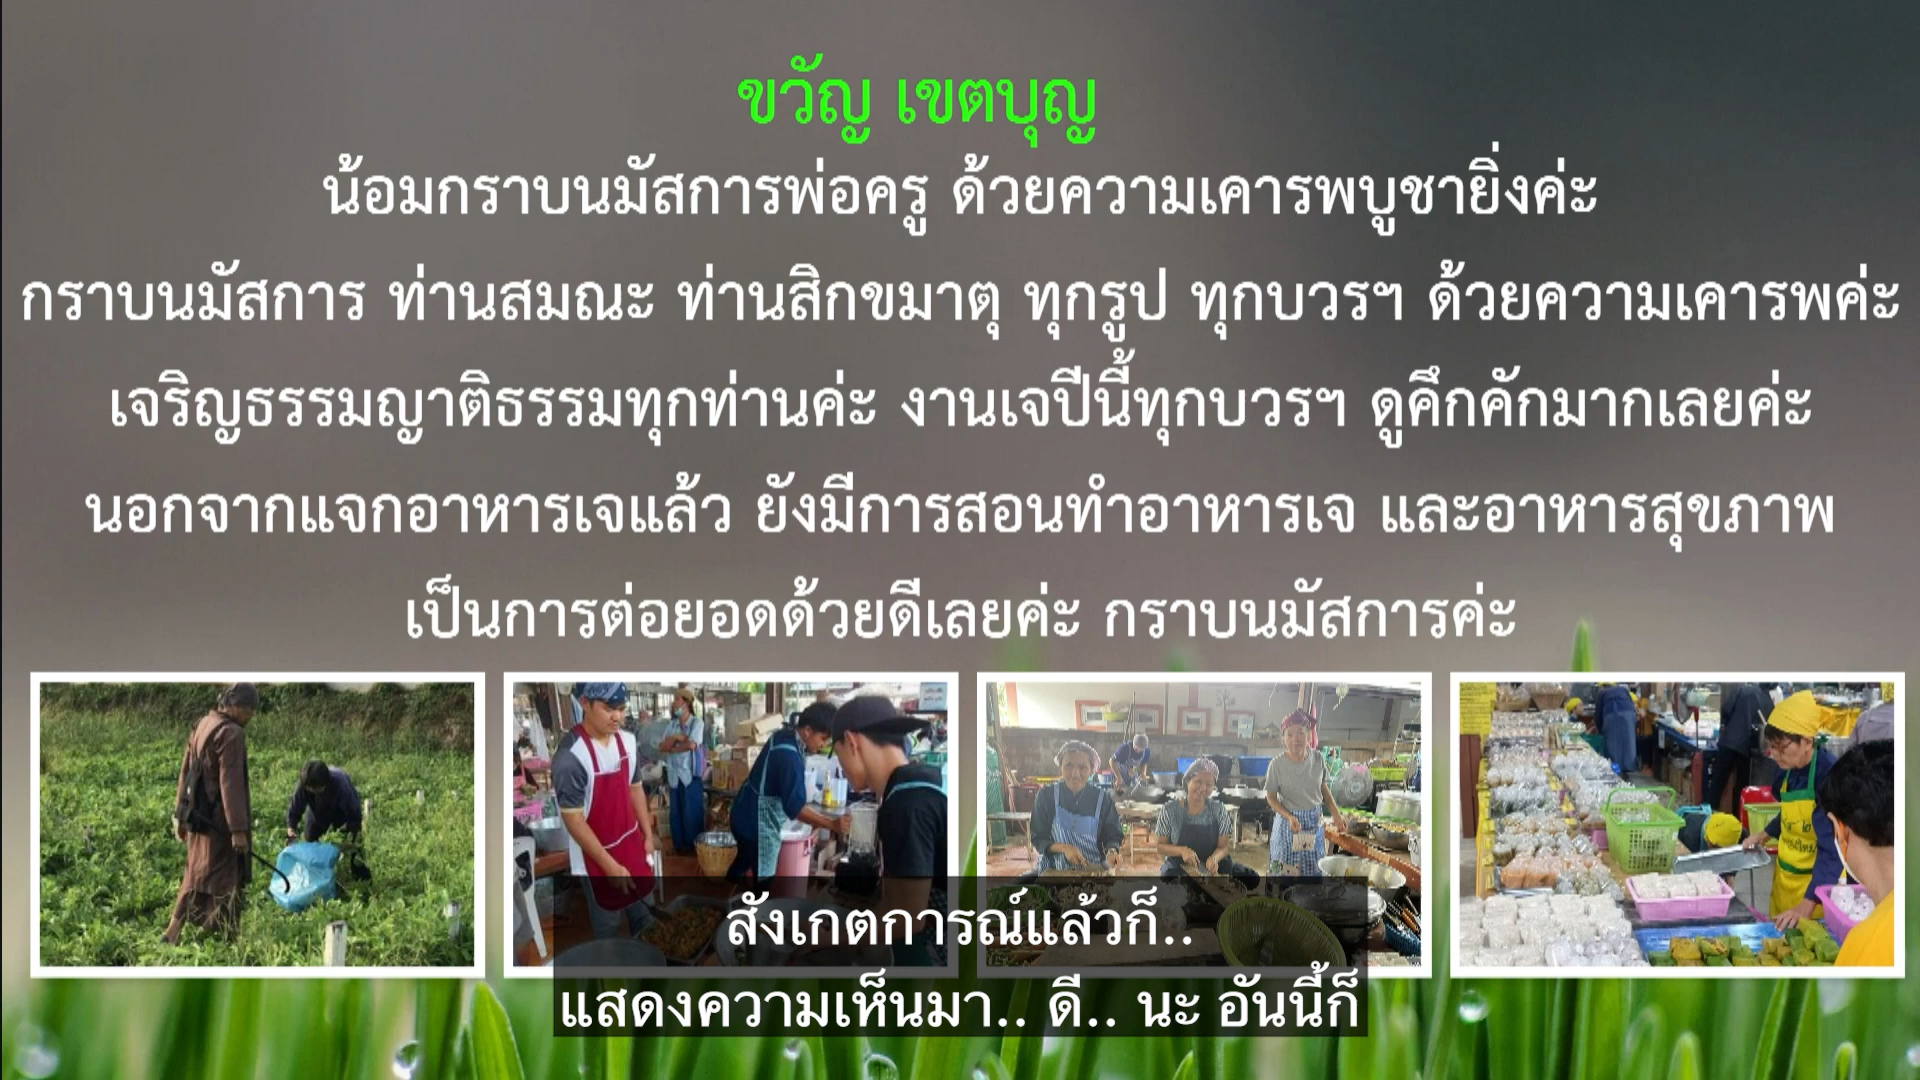 ขวัญ เขตบุญ
น้อมกราบนมัสการพ่อครู ด้วยความเคารพบูชายิ่งค่ะ
กราบนมัสการ ท่านสมณะ ท่านสิกขมาตุ ทุกรูป ทุกบวรฯ ด้วยความเคารพค่ะ
เจริญธรรมญาติธรรมทุกท่านค่ะ งานเจปีนี้ทุกบวรฯ ดูคึกคักมากเลยค่ะ
นอกจากแจกอาหารเจแล้ว ยังมีการสอนทำอาหารเจ และอาหารสุขภาพ
เป็นการต่อยอดด้วยดีเลยค่ะ กราบนมัสการค่ะ
สังเกตการณ์แล้วก็..
แสดงความเห็นมา.. ดี.. นะ อันนี้ก็